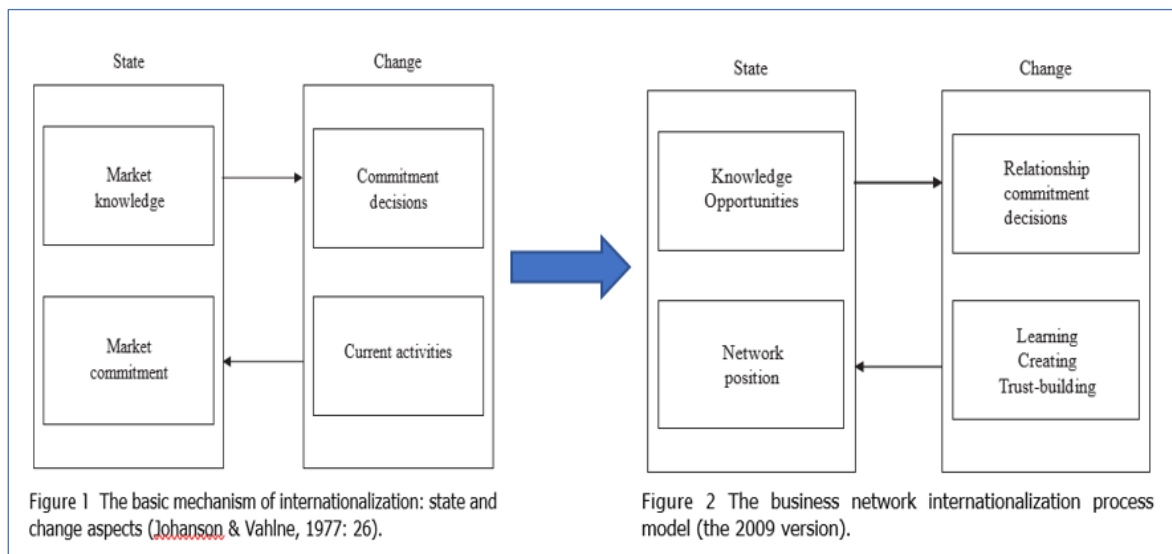 State
Change
Market
knowledge
Commitment
decisions
Market
commitment
Current activities
Figure 1 The basic mechanism of internationalization: state and
change aspects (Johanson & Vahlne, 1977: 26).
State
Change
Knowledge
Opportunities
Relationship
commitment
decisions
Network
position
Learning
Creating
Trust-building
Figure 2 The business network internationalization process
model (the 2009 version).